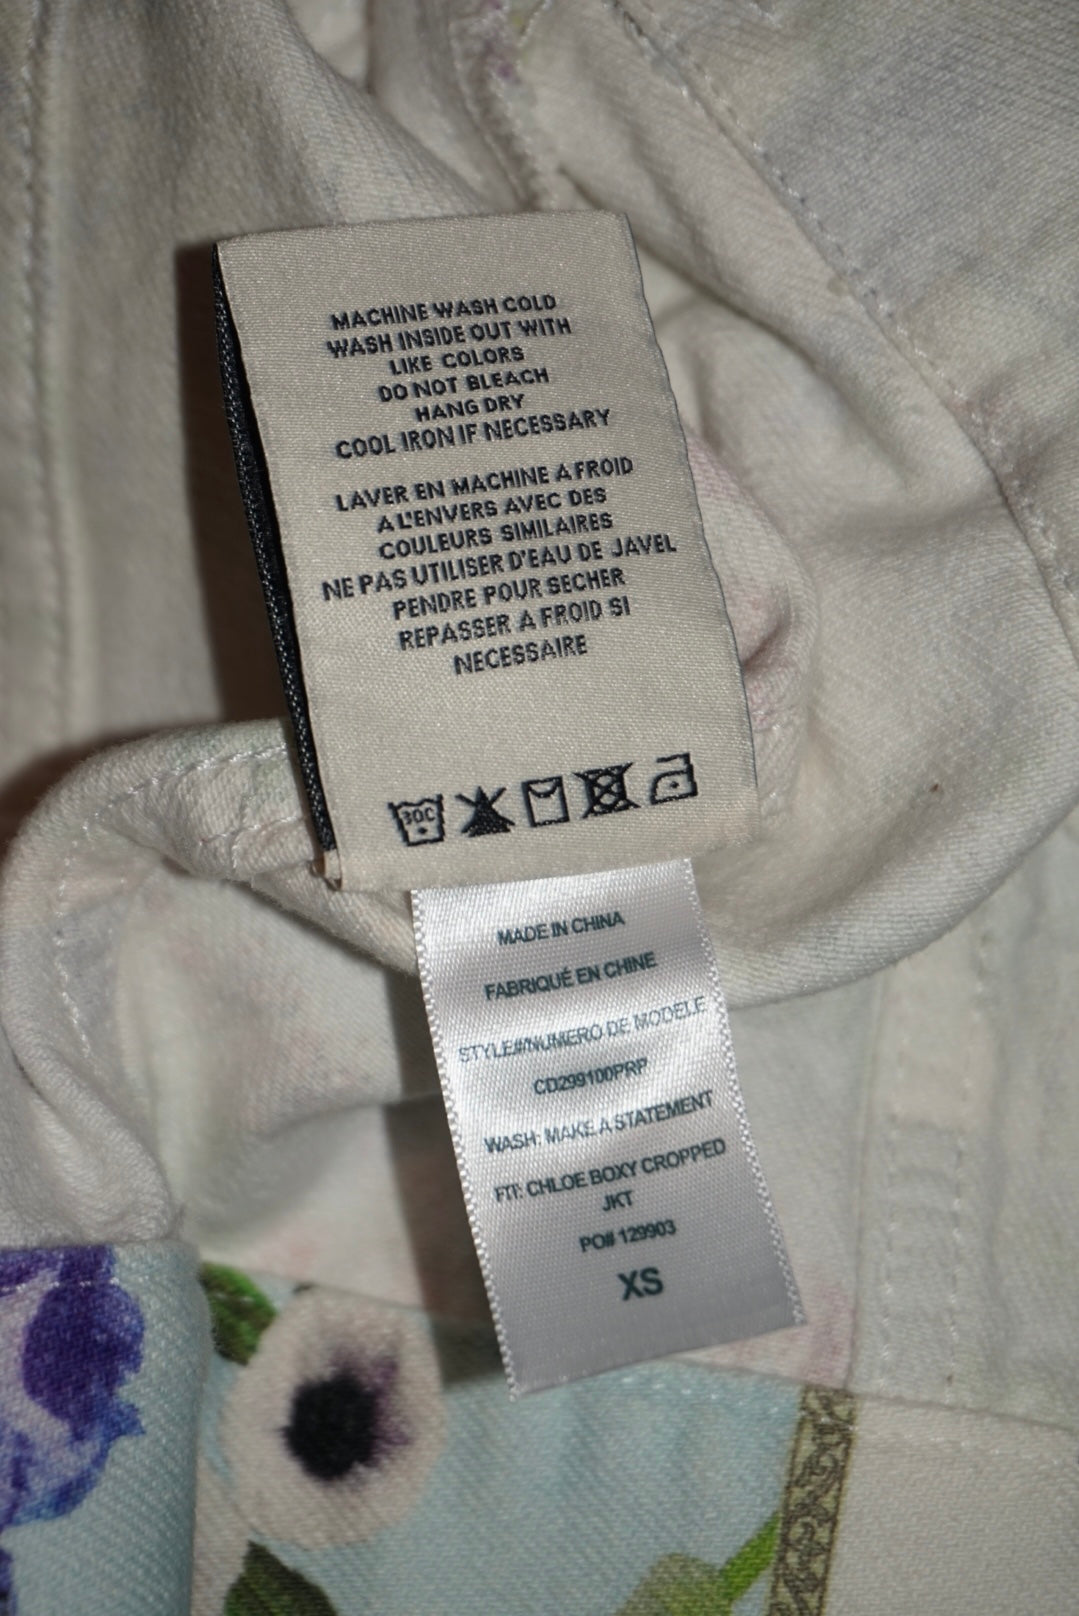 MACHINE WASH COLD
WASH INSIDE OUT WITH
LIKE COLORS
DO NOT BLEACH
HANG DRY
COOL IRON IF NECESSARY
LAVER EN MACHINE A FROID
A L'ENVERS AVEC DES
COULEURS SIMILAIRES
NE PAS UTILISER D'EAU DE JAVEL
PENDRE POUR SECHER
REPASSER A FROID SI
NECESSAIRE
30C
MADE IN CHINA
FABRIQUÉ EN CHINE
STYLE#/NUMERO DE MODÈLE
CD299100PRP
WASH: MAKE A STATEMENT
FIT: CHLOE BOXY CROPPED
JKT
PO# 129903
XS